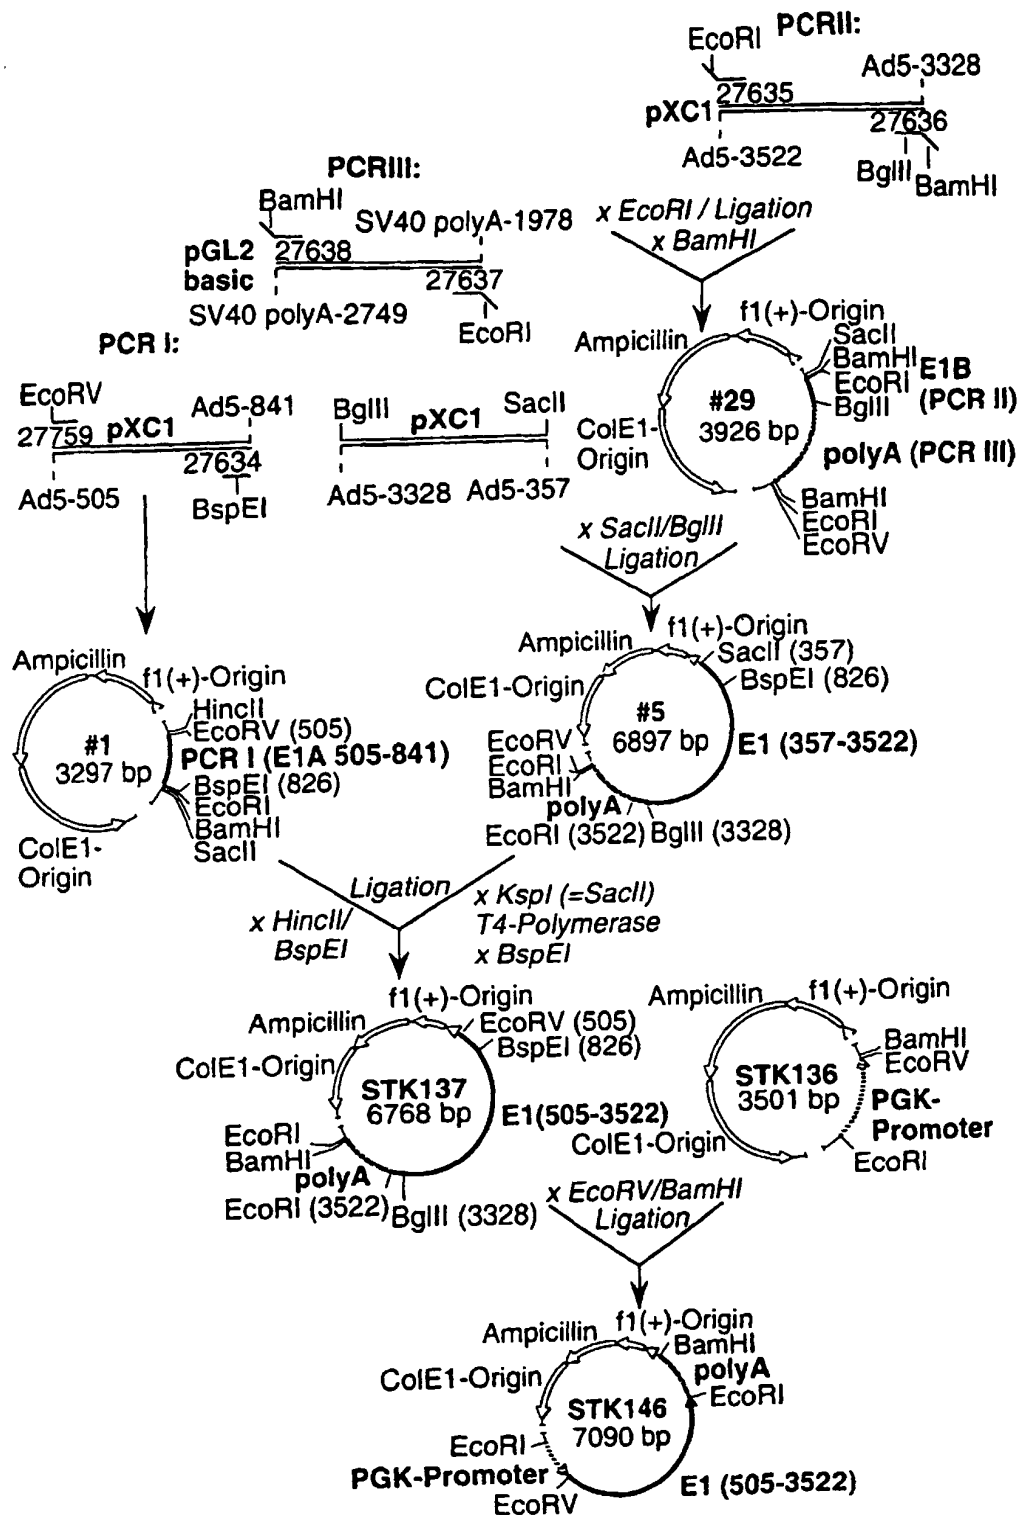 PCRII:
EcoRI
27635
Ad5-3328
pXC1
27636
Ad5-3522
BglII
BamHI
x EcoRI / Ligation
x BamHI
PCRIII:
BamHI
SV40 polyA-1978
pGL2
basic
27638
27637
SV40 polyA-2749
EcoRI
PCR I:
EcoRV
27759
pXC1
Ad5-841
27634
Ad5-505
BspEI
BglII
pXC1
SacII
Ad5-3328
Ad5-357
f1(+)-Origin
Ampicillin
SacII
BamHI
EcoRI
BglII
E1B
(PCR II)
#29
3926 bp
ColE1-
Origin
polyA (PCR III)
BamHI
EcoRI
EcoRV
x SacII/BglII
Ligation
Ampicillin
f1(+)-Origin
HincII
EcoRV (505)
#1
3297 bp
PCR I (E1A 505-841)
BspEI (826)
EcoRI
BamHI
SacII
ColE1-
Origin
Ampicillin
f1(+)-Origin
SacII (357)
BspEI (826)
ColE1-Origin
#5
6897 bp
E1 (357-3522)
EcoRV
EcoRI
BamHI
polyA
EcoRI (3522)
BglII (3328)
Ligation
x HincII/
BspEI
x KspI (=SacII)
T4-Polymerase
x BspEI
f1(+)-Origin
Ampicillin
EcoRV (505)
BspEI (826)
ColE1-Origin
STK137
6768 bp
E1(505-3522)
EcoRI
BamHI
polyA
EcoRI (3522)
BglII (3328)
Ampicillin
f1(+)-Origin
BamHI
EcoRV
STK136
3501 bp
PGK-
Promoter
ColE1-Origin
EcoRI
x EcoRV/BamHI
Ligation
f1(+)-Origin
Ampicillin
BamHI
polyA
EcoRI
ColE1-Origin
STK146
7090 bp
EcoRI
PGK-Promoter
EcoRV
E1 (505-3522)